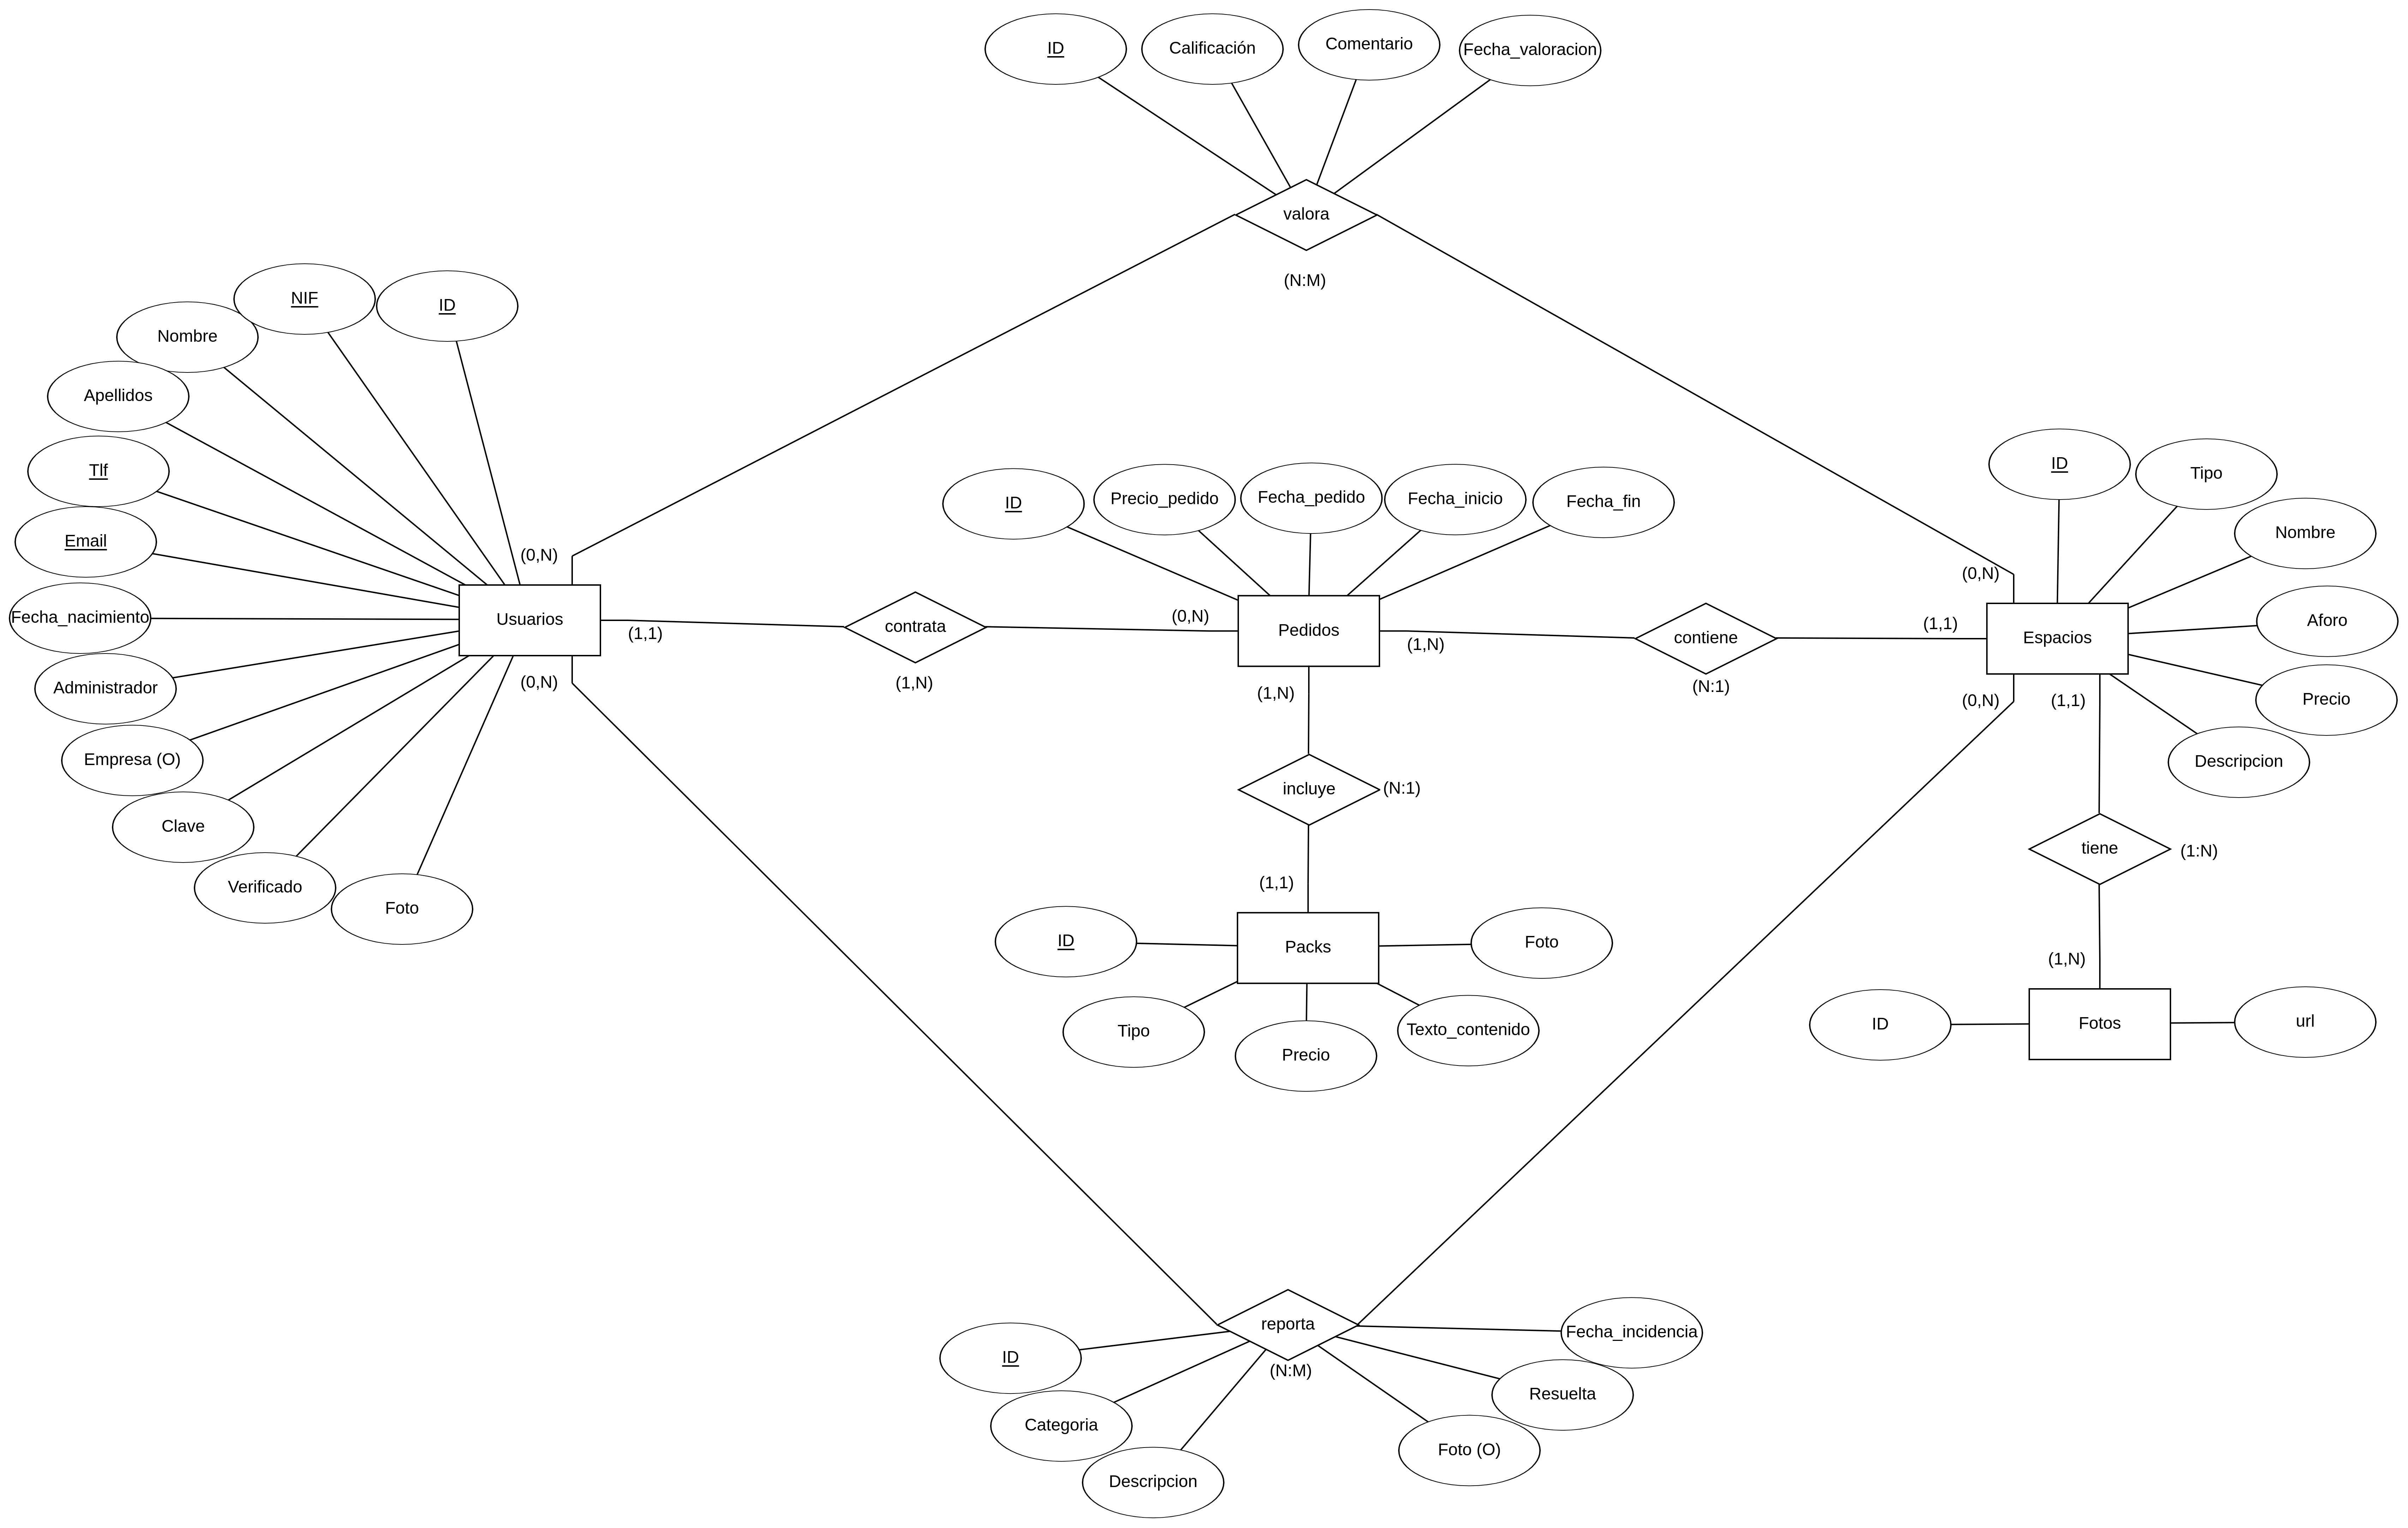 ID
Calificación
Comentario
Fecha_valoracion
valora
(N:M)
NIF
ID
Nombre
Apellidos
Tlf
Email
Fecha_nacimiento
Administrador
Empresa (O)
Clave
Verificado
Foto
(0,N)
Usuarios
(1,1)
(0,N)
contrata
(1,N)
ID
Precio_pedido
Fecha_pedido
Fecha_inicio
Fecha_fin
(0,N)
Pedidos
(1,N)
(1,N)
contiene
(N:1)
ID
Tipo
Nombre
Aforo
Precio
Descripcion
(0,N)
(1,1)
Espacios
(0,N)
(1,1)
incluye
(N:1)
(1,1)
tiene
(1:N)
(1,N)
ID
Packs
Foto
Tipo
Precio
Texto_contenido
ID
Fotos
url
reporta
(N:M)
ID
Categoria
Descripcion
Fecha_incidencia
Resuelta
Foto (O)